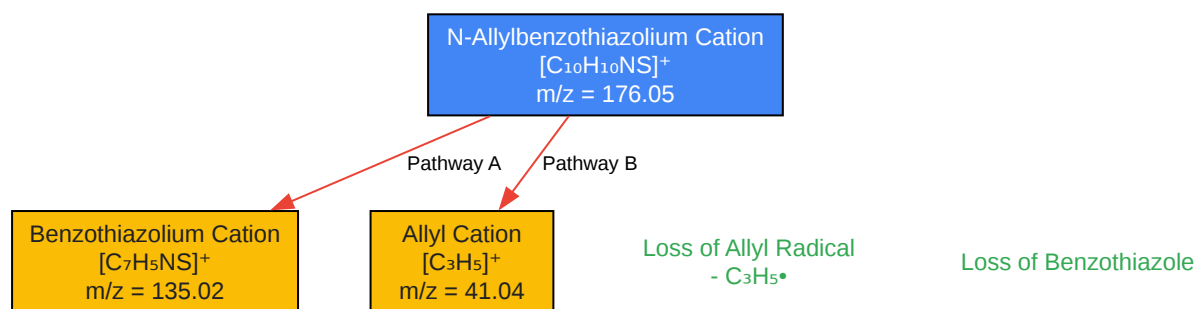 N-Allylbenzothiazolium Cation
[C₁₀H₁₀NS]⁺
m/z = 176.05
Pathway A
Pathway B
Benzothiazolium Cation
[C₇H₅NS]⁺
m/z = 135.02
Allyl Cation
[C₃H₅]⁺
m/z = 41.04
Loss of Allyl Radical
- C₃H₅•
Loss of Benzothiazole